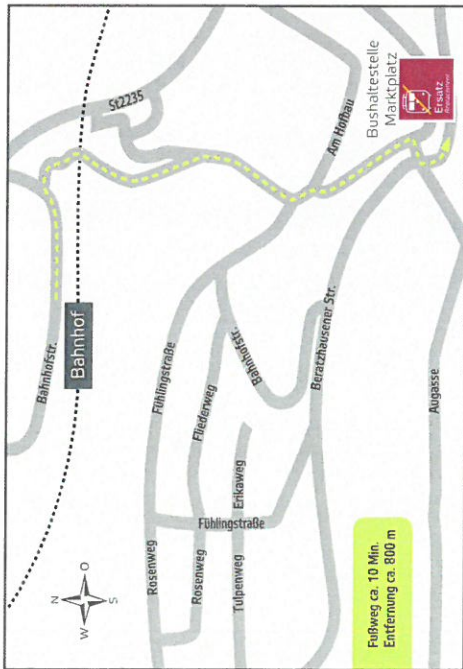 N
W
O
S
Bahnhofstr.
Bahnhof
St2235
Am Hofbau
Bushaltestelle
Marktplatz
Ersatz
Fühlingstraße
Fliederweg
Bahnhofstr.
Beratzhausener Str.
Rosenweg
Rosenweg
Tulpenweg
Erikaweg
Fühlingstraße
Augasse
Fußweg ca. 10 Min.
Entfernung ca. 800 m